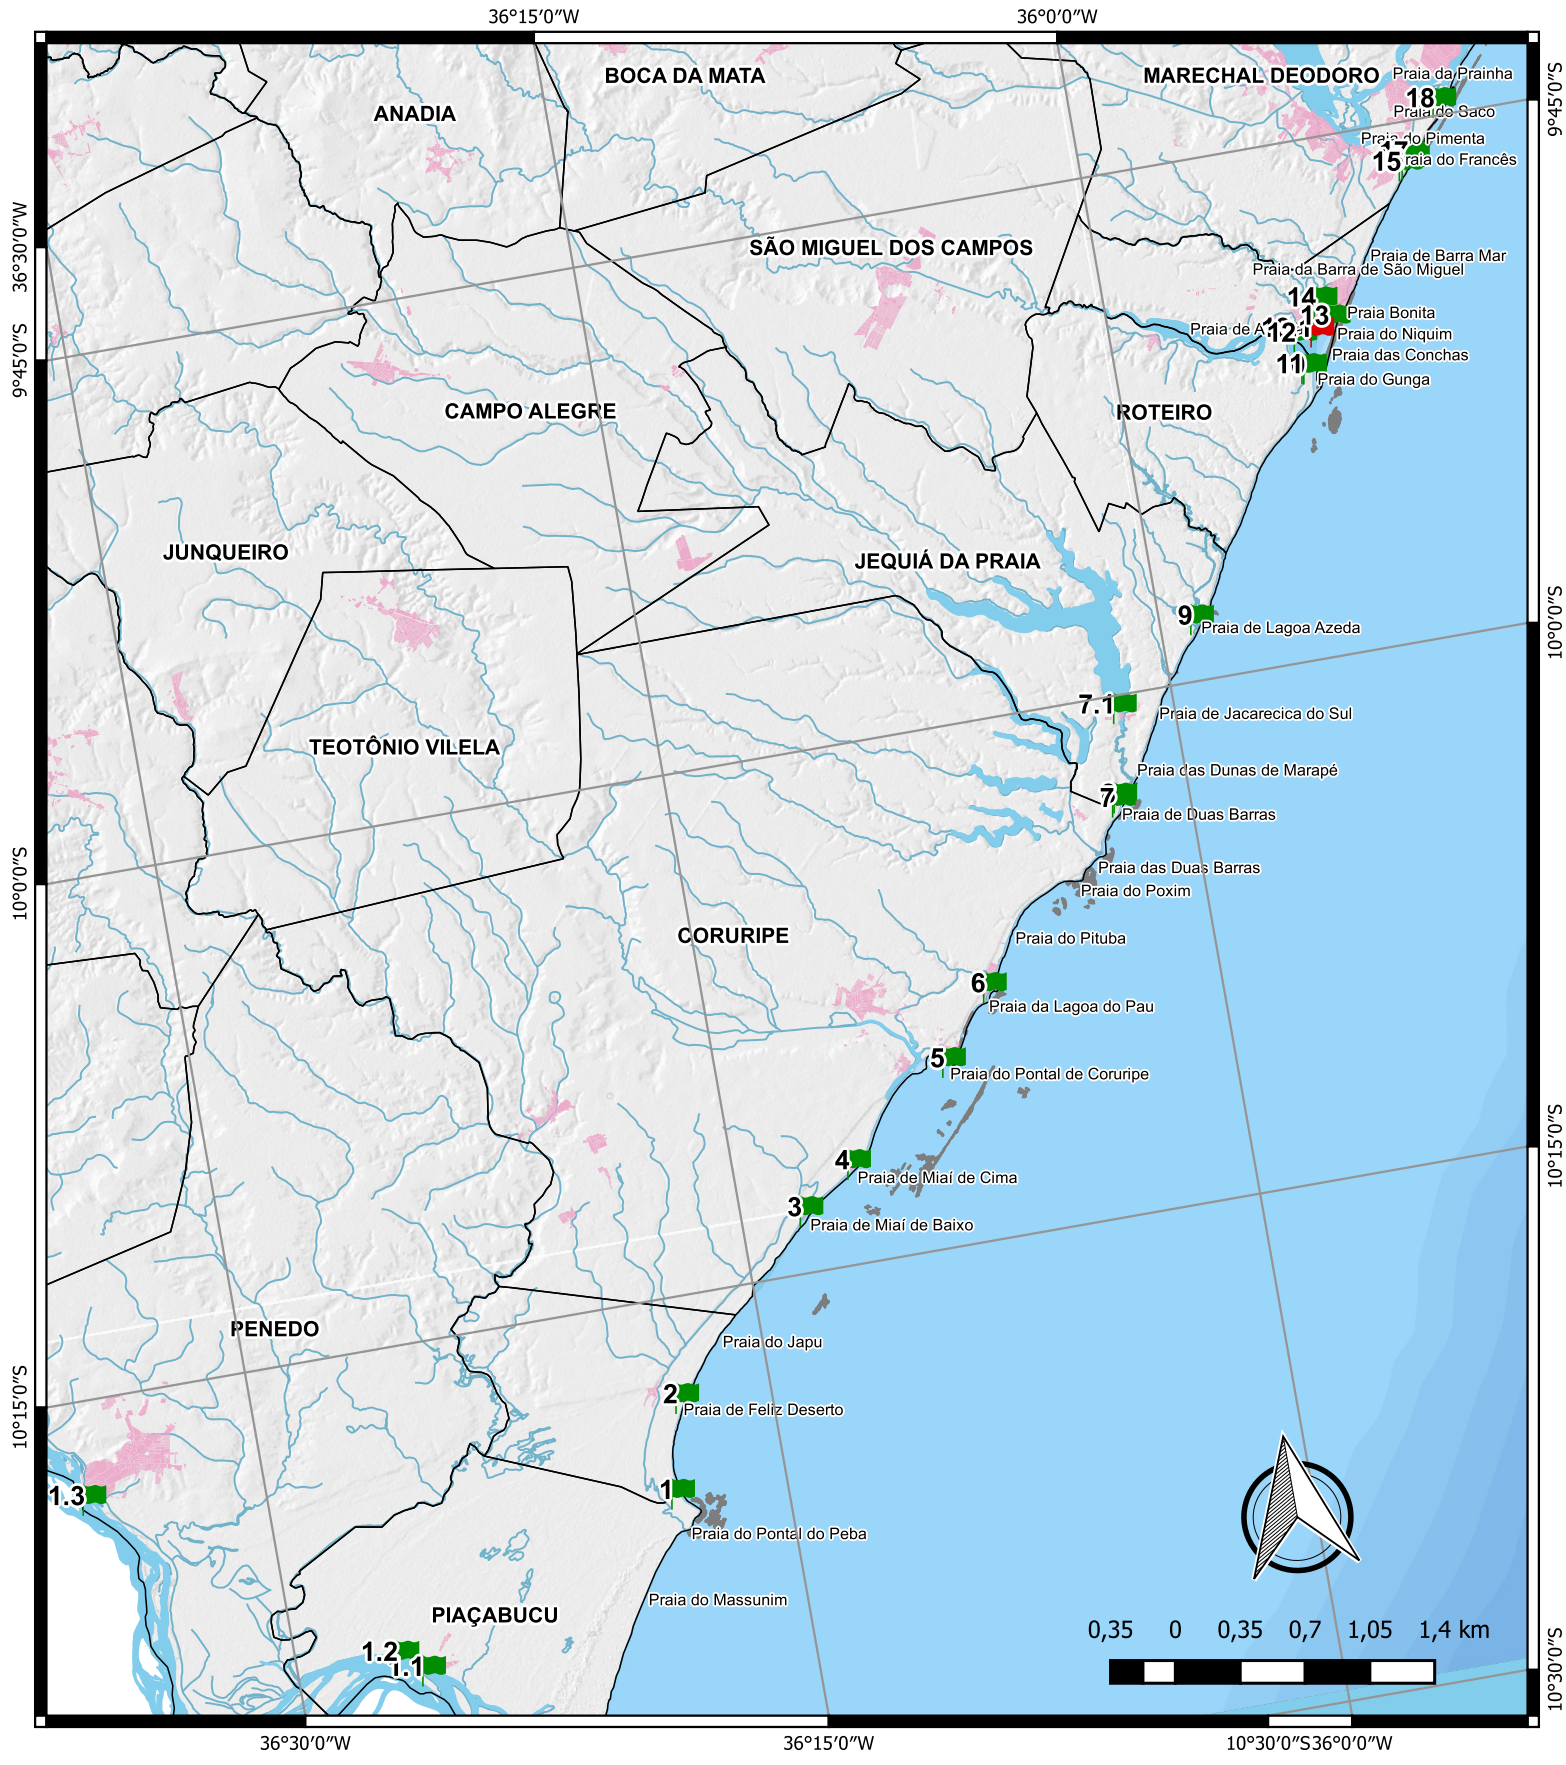 36°15′0″W
36°0′0″W
BOCA DA MATA
MARECHAL DEODORO
Praia da Prainha
9°45′0″S
18
ANADIA
Praia do Saco
Praia do Pimenta
17
15
Praia do Francês
36°30′0″W
SÃO MIGUEL DOS CAMPOS
Praia de Barra Mar
Praia da Barra de São Miguel
14
13
Praia Bonita
Praia de
12
Praia do Niquim
9°45′0″S
11
Praia das Conchas
Praia do Gunga
CAMPO ALEGRE
ROTEIRO
JUNQUEIRO
JEQUIÁ DA PRAIA
10°0′0″S
9
Praia de Lagoa Azeda
7.1
Praia de Jacarecica do Sul
TEOTÔNIO VILELA
Praia das Dunas de Marapé
7
Praia de Duas Barras
10°0′0″S
Praia das Duas Barras
Praia do Poxim
CORURIPE
Praia do Pituba
6
Praia da Lagoa do Pau
5
Praia do Pontal de Coruripe
10°15′0″S
4
Praia de Miaí de Cima
3
Praia de Miaí de Baixo
PENEDO
Praia do Japu
10°15′0″S
2
Praia de Feliz Deserto
1.3
1
Praia do Pontal do Peba
Praia do Massunim
PIAÇABUCU
1.2
1.1
0,35 0 0,35 0,7 1,05 1,4 km
10°30′0″S
36°30′0″W
36°15′0″W
10°30′0″S
36°0′0″W